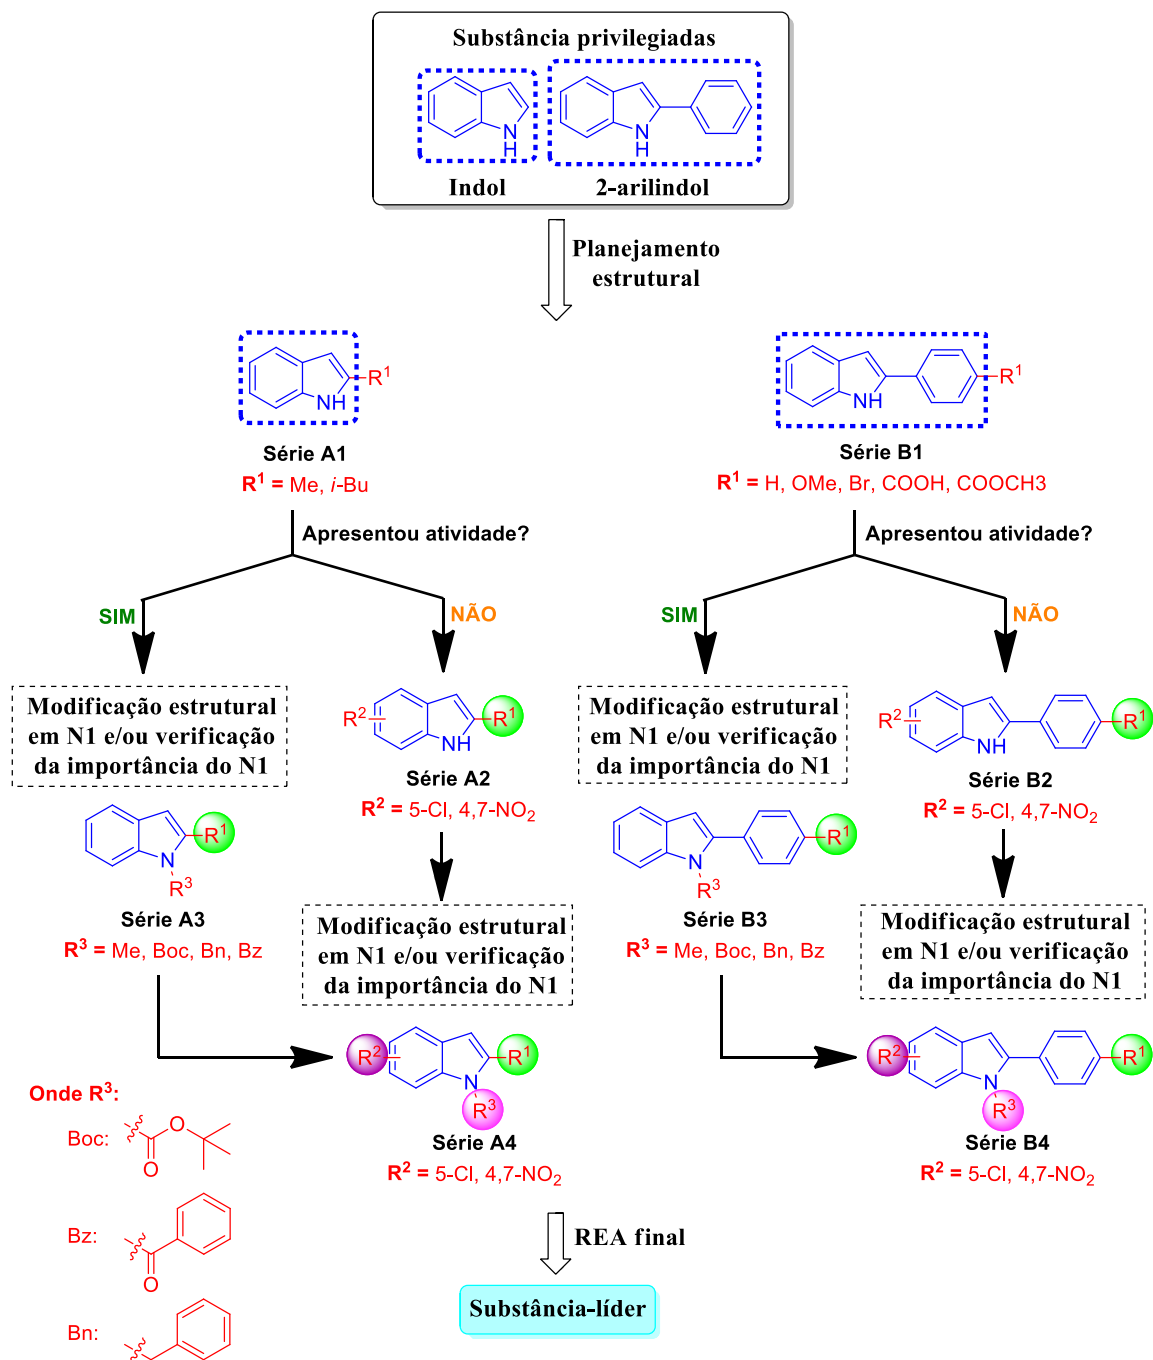 Substância privilegiadas
N
H
N
H
Indol
2-arilindol
Planejamento
estrutural
R¹
NH
Série A1
R¹ = Me, i-Bu
R¹
NH
Série B1
R¹ = H, OMe, Br, COOH, COOCH3
Apresentou atividade?
Apresentou atividade?
SIM
NÃO
SIM
NÃO
Modificação estrutural
em N1 e/ou verificação
da importância do N1
R²
R¹
NH
Série A2
R² = 5-Cl, 4,7-NO₂
Modificação estrutural
em N1 e/ou verificação
da importância do N1
R²
R¹
NH
Série B2
R² = 5-Cl, 4,7-NO₂
R¹
N
R³
Série A3
R³ = Me, Boc, Bn, Bz
Modificação estrutural
em N1 e/ou verificação
da importância do N1
R¹
N
R³
Série B3
R³ = Me, Boc, Bn, Bz
Modificação estrutural
em N1 e/ou verificação
da importância do N1
R²
R¹
N
R³
Série A4
R² = 5-Cl, 4,7-NO₂
R²
R¹
N
R³
Série B4
R² = 5-Cl, 4,7-NO₂
Onde R³:
Boc:
O
O
Bz:
O
Bn:
REA final
Substância-líder